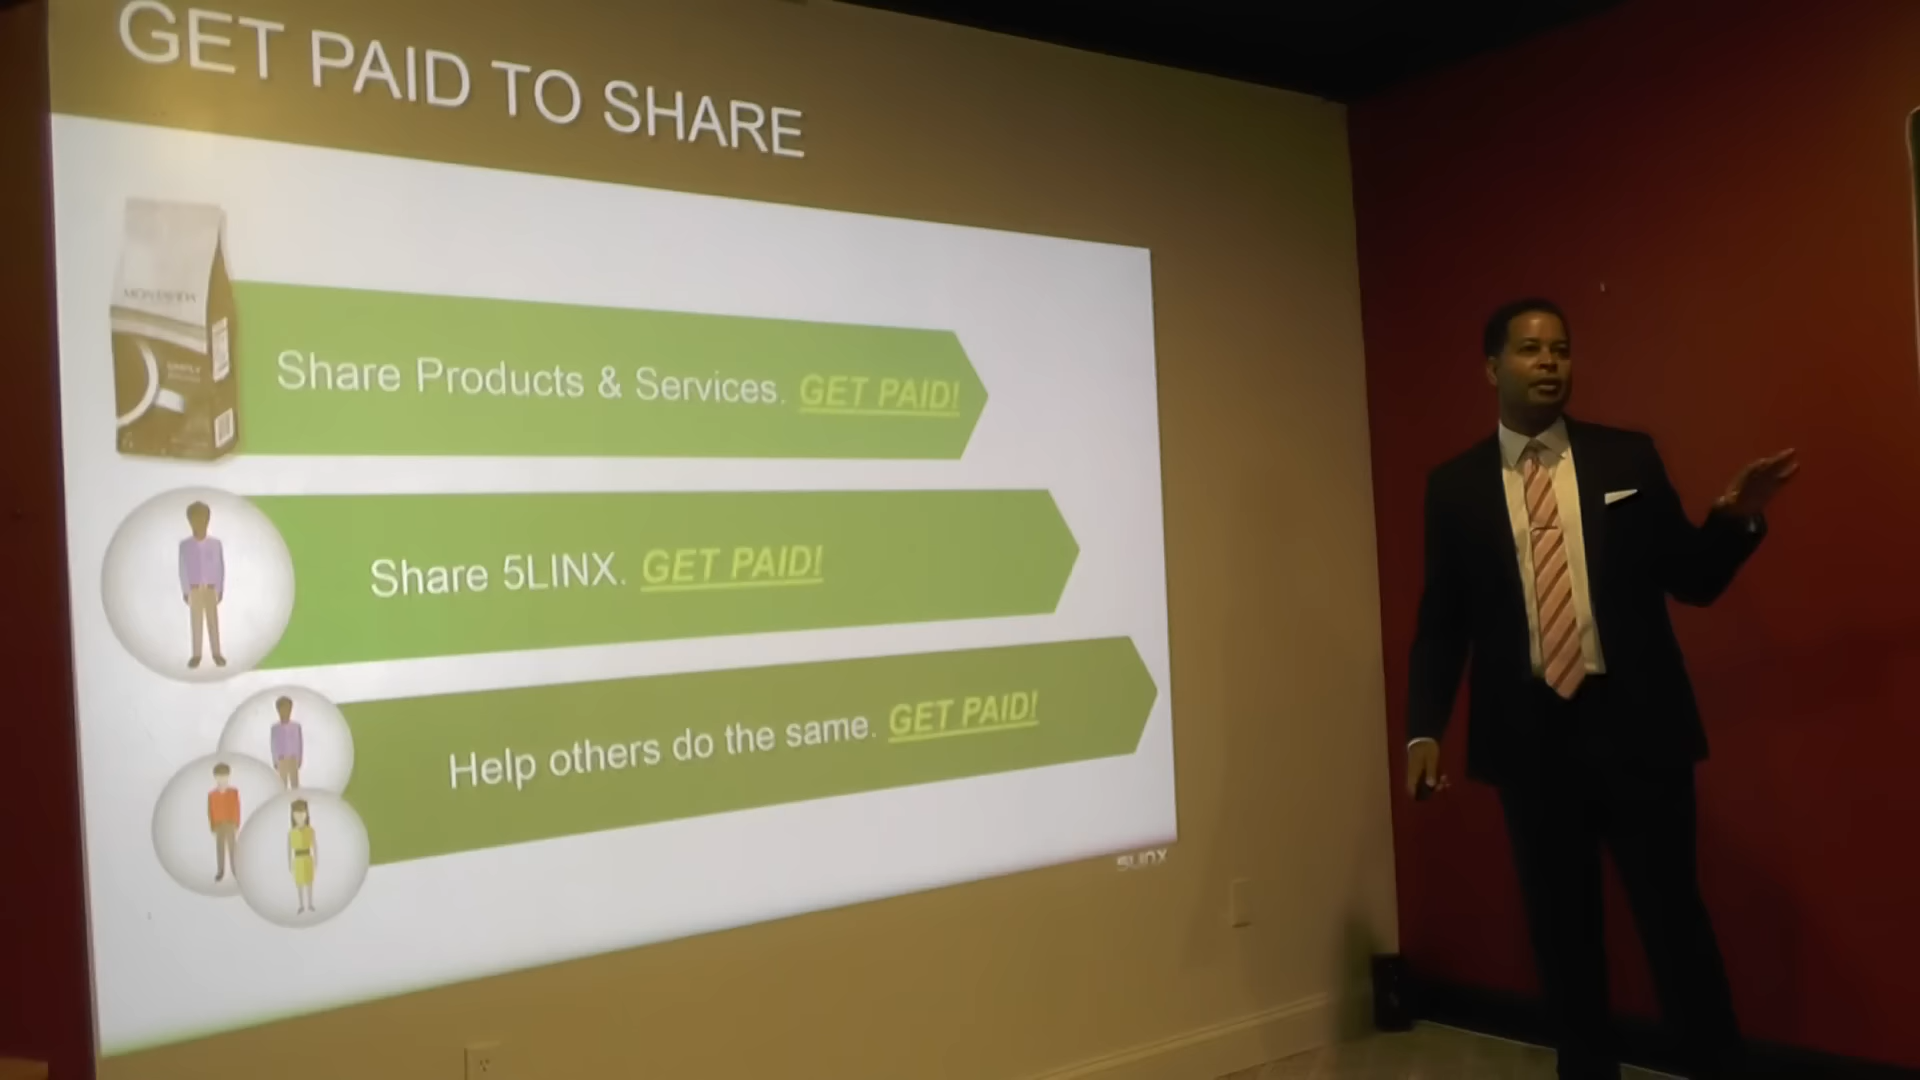 GET PAID TO SHARE
Share Products & Services. GET PAID!
Share 5LINX. GET PAID!
Help others do the same. GET PAID!
5LINX